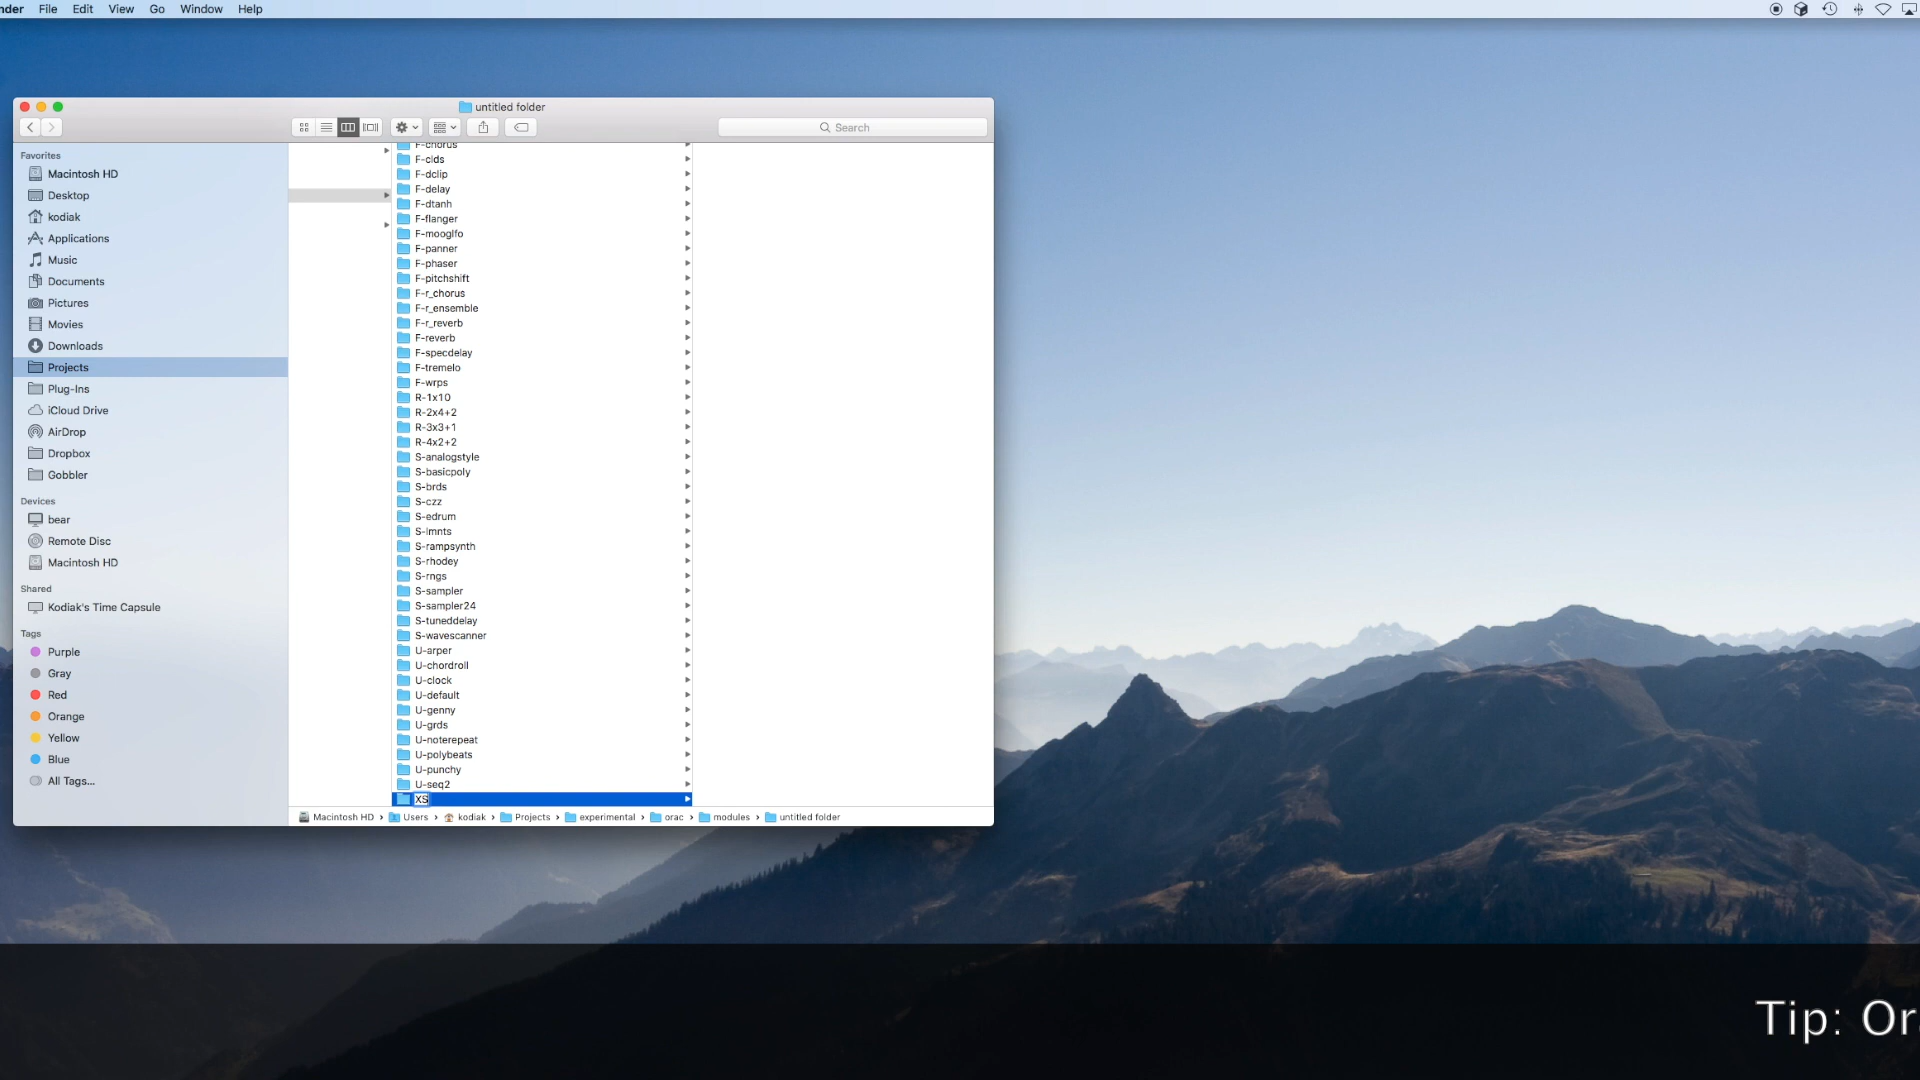 File Edit View Go Window Help
untitled folder
Search
Favorites
Macintosh HD
Desktop
kodiak
Applications
Music
Documents
Pictures
Movies
Downloads
Projects
Plug-Ins
iCloud Drive
AirDrop
Dropbox
Gobbler
Devices
bear
Remote Disc
Macintosh HD
Shared
Kodiak's Time Capsule
Tags
Purple
Gray
Red
Orange
Yellow
Blue
All Tags...
F-chorus
F-clds
F-dclip
F-delay
F-dtanh
F-flanger
F-mooglfo
F-panner
F-phaser
F-pitchshift
F-r_chorus
F-r_ensemble
F-r_reverb
F-reverb
F-specdelay
F-tremelo
F-wrps
R-1x10
R-2x4+2
R-3x3+1
R-4x2+2
S-analogstyle
S-basicpoly
S-brds
S-czz
S-edrum
S-lmnts
S-rampsynth
S-rhodey
S-rngs
S-sampler
S-sampler24
S-tuneddelay
S-wavescanner
U-arper
U-chordroll
U-clock
U-default
U-genny
U-grds
U-noterepeat
U-polybeats
U-punchy
U-seq2
XS
Macintosh HD › Users › kodiak › Projects › experimental › orac › modules › untitled folder
Tip: